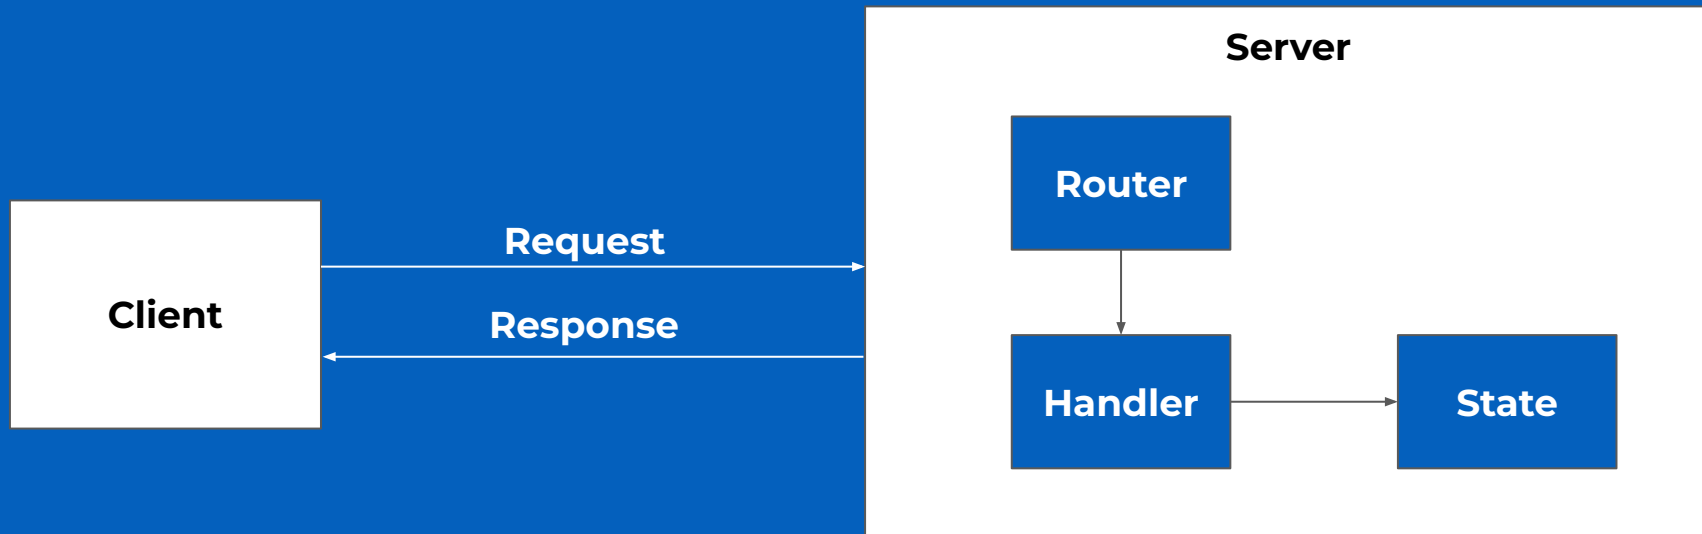 Server
Router
Request
Client
Response
Handler
State